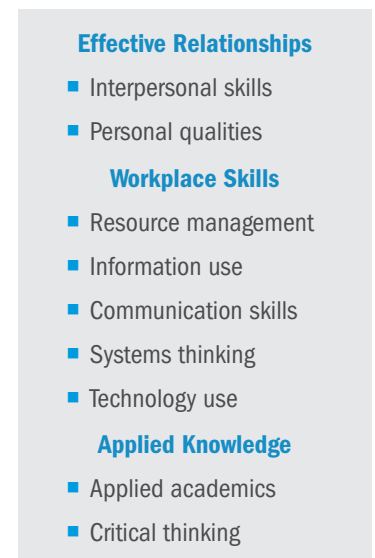 Effective Relationships
Interpersonal skills
Personal qualities
Workplace Skills
Resource management
Information use
Communication skills
Systems thinking
Technology use
Applied Knowledge
Applied academics
Critical thinking